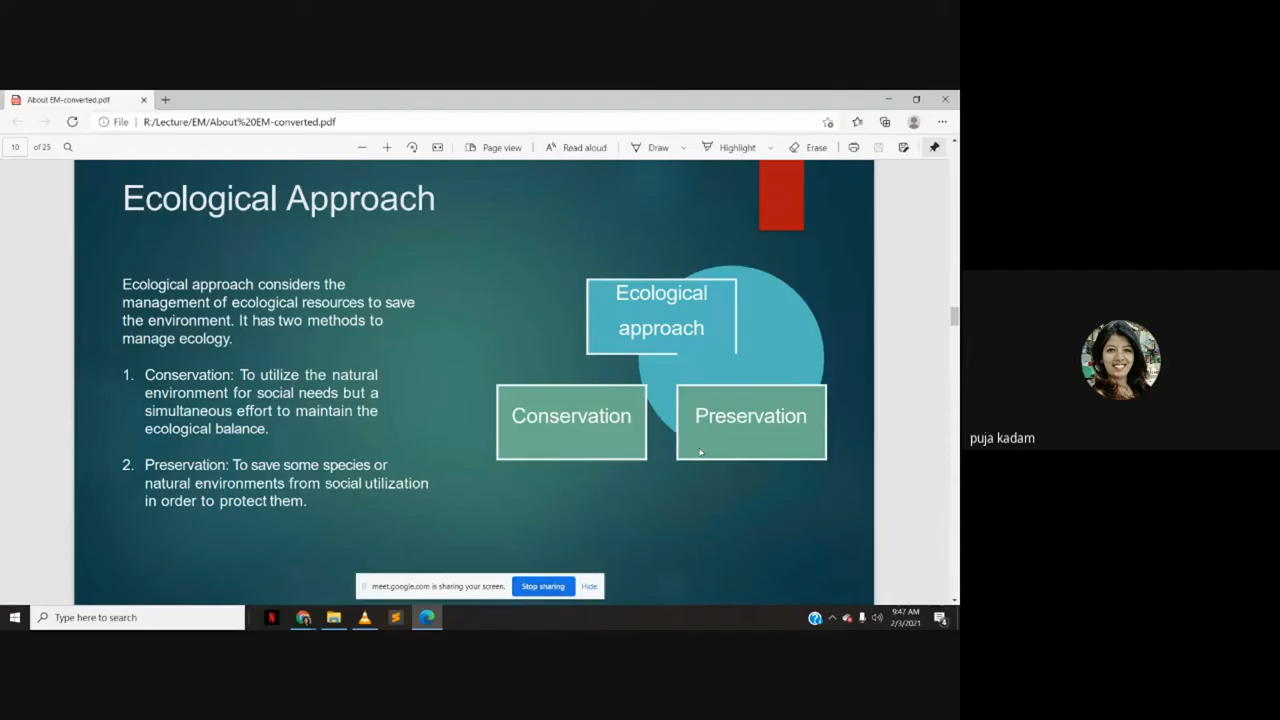 About EM-converted.pdf
File
R:/Lecture/EM/About%20EM-converted.pdf
10 of 25
Page view
Read aloud
Draw
Highlight
Erase
Ecological Approach
Ecological approach considers the
management of ecological resources to save
the environment. It has two methods to
manage ecology.
1. Conservation: To utilize the natural
environment for social needs but a
simultaneous effort to maintain the
ecological balance.
2. Preservation: To save some species or
natural environments from social utilization
in order to protect them.
Ecological
approach
Conservation
Preservation
puja kadam
meet.google.com is sharing your screen.
Stop sharing
Hide
Type here to search
9:47 AM
2/3/2021